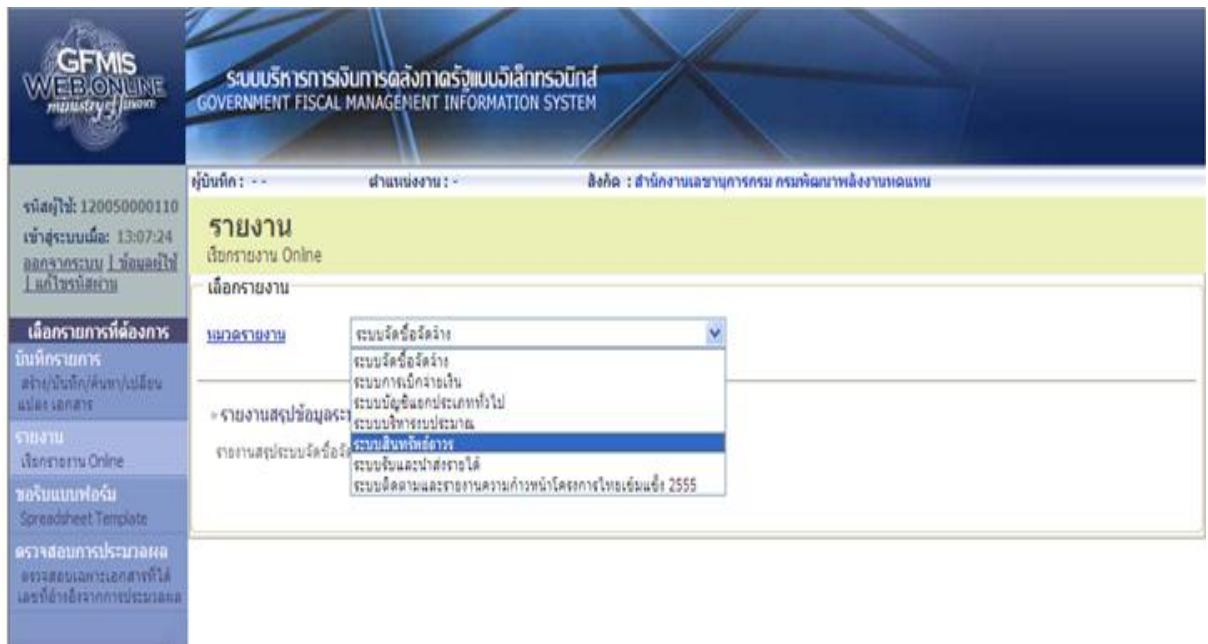 GFMIS
WEB ONLINE
ministry of finance
ระบบบริหารการเงินการคลังภาครัฐแบบอิเล็กทรอนิกส์
GOVERNMENT FISCAL MANAGEMENT INFORMATION SYSTEM
ผู้บันทึก : - - ตำแหน่งงาน : - สังกัด : สำนักงานเลขานุการกรม กรมพัฒนาพลังงานทดแทน
รหัสผู้ใช้: 120050000110
เข้าสู่ระบบเมื่อ: 13:07:24
ออกจากระบบ | ข้อมูลผู้ใช้
| แก้ไขรหัสผ่าน
รายงาน
เรียกรายงาน Online
เลือกรายงาน
หมวดรายงาน ระบบจัดซื้อจัดจ้าง
ระบบจัดซื้อจัดจ้าง
ระบบการเบิกจ่ายเงิน
ระบบบัญชีแยกประเภททั่วไป
ระบบบริหารงบประมาณ
ระบบสินทรัพย์ถาวร
ระบบรับและนำส่งรายได้
ระบบติดตามและรายงานความก้าวหน้าโครงการไทยเข้มแข็ง 2555
» รายงานสรุปข้อมูลระบ
รายงานสรุประบบจัดซื้อจัด
เลือกรายการที่ต้องการ
บันทึกรายการ
สร้าง/บันทึก/ค้นหา/เปลี่ยน
แปลง เอกสาร
รายงาน
เรียกรายงาน Online
ขอรับแบบฟอร์ม
Spreadsheet Template
ตรวจสอบการประมวลผล
ตรวจสอบเฉพาะเอกสารที่ได้
เลขที่อ้างอิงจากการประมวลผล